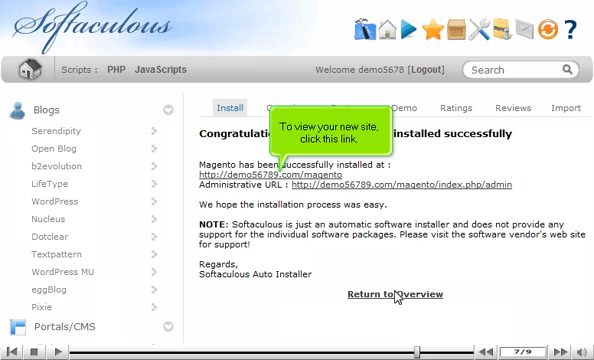 Softaculous
?
Scripts : PHP JavaScripts
Welcome demo5678 [Logout]
Search
Blogs
Serendipity
Open Blog
b2evolution
LifeType
WordPress
Nucleus
Dotclear
Textpattern
WordPress MU
eggBlog
Pixie
Portals/CMS
Install
Demo Ratings Reviews Import
To view your new site,
click this link.
installed successfully
Magento has been successfully installed at :
http://demo56789.com/magento
Administrative URL : http://demo56789.com/magento/index.php/admin
We hope the installation process was easy.
NOTE: Softaculous is just an automatic software installer and does not provide any
support for the individual software packages. Please visit the software vendor's web site
for support!
Regards,
Softaculous Auto Installer
Return to Overview
7/9